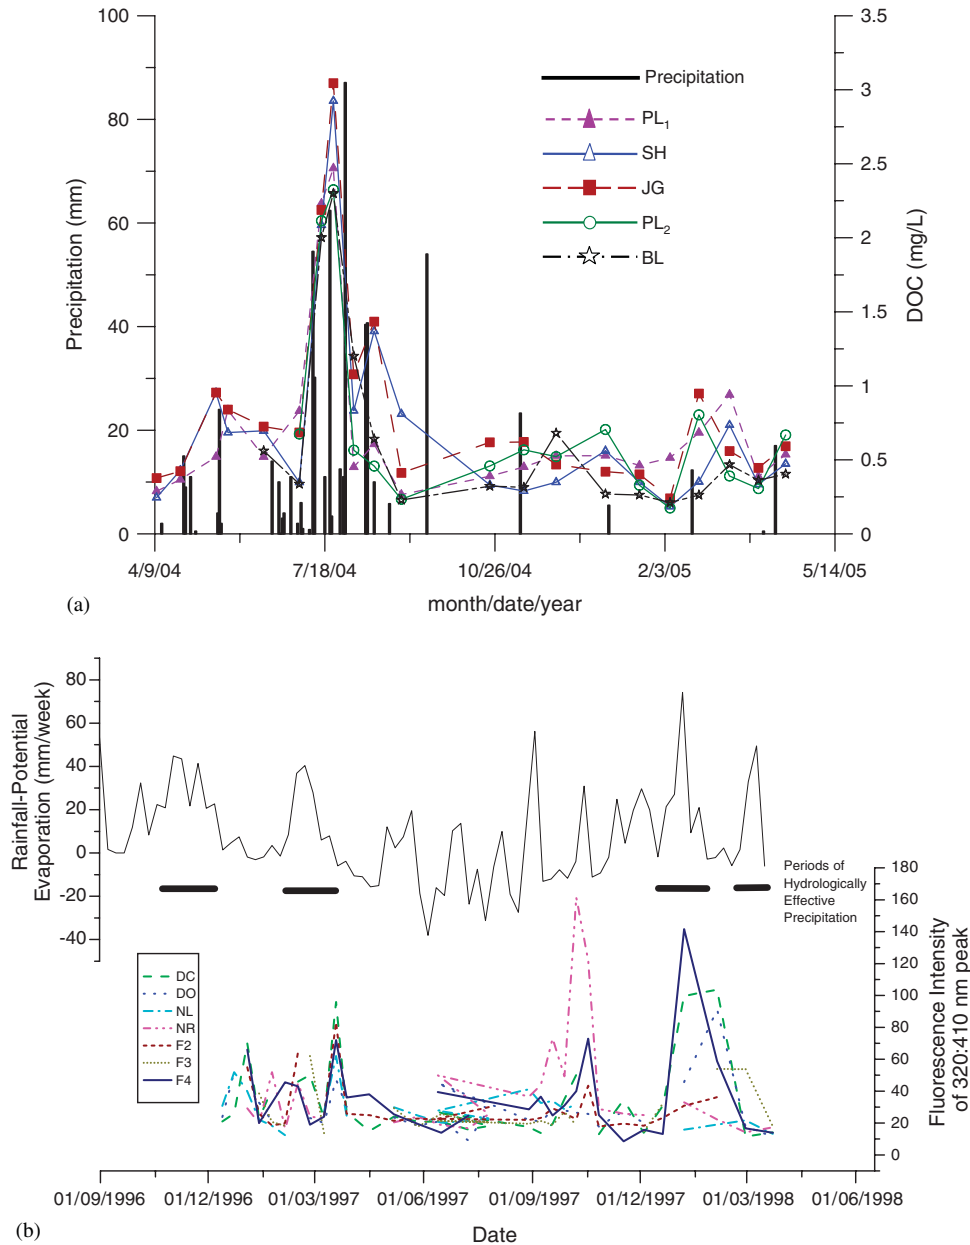 100
80
60
40
20
0
Precipitation (mm)
3.5
3
2.5
2
1.5
1
0.5
0
DOC (mg/L)
Precipitation
PL1
SH
JG
PL2
BL
4/9/04 7/18/04 10/26/04 2/3/05 5/14/05
month/date/year
(a)
80
60
40
20
0
-20
-40
Rainfall-Potential
Evaporation (mm/week)
Periods of
Hydrologically
Effective
Precipitation
180
160
140
120
100
80
60
40
20
0
Fluorescence Intensity
of 320:410 nm peak
DC
DO
NL
NR
F2
F3
F4
01/09/1996 01/12/1996 01/03/1997 01/06/1997 01/09/1997 01/12/1997 01/03/1998 01/06/1998
Date
(b)